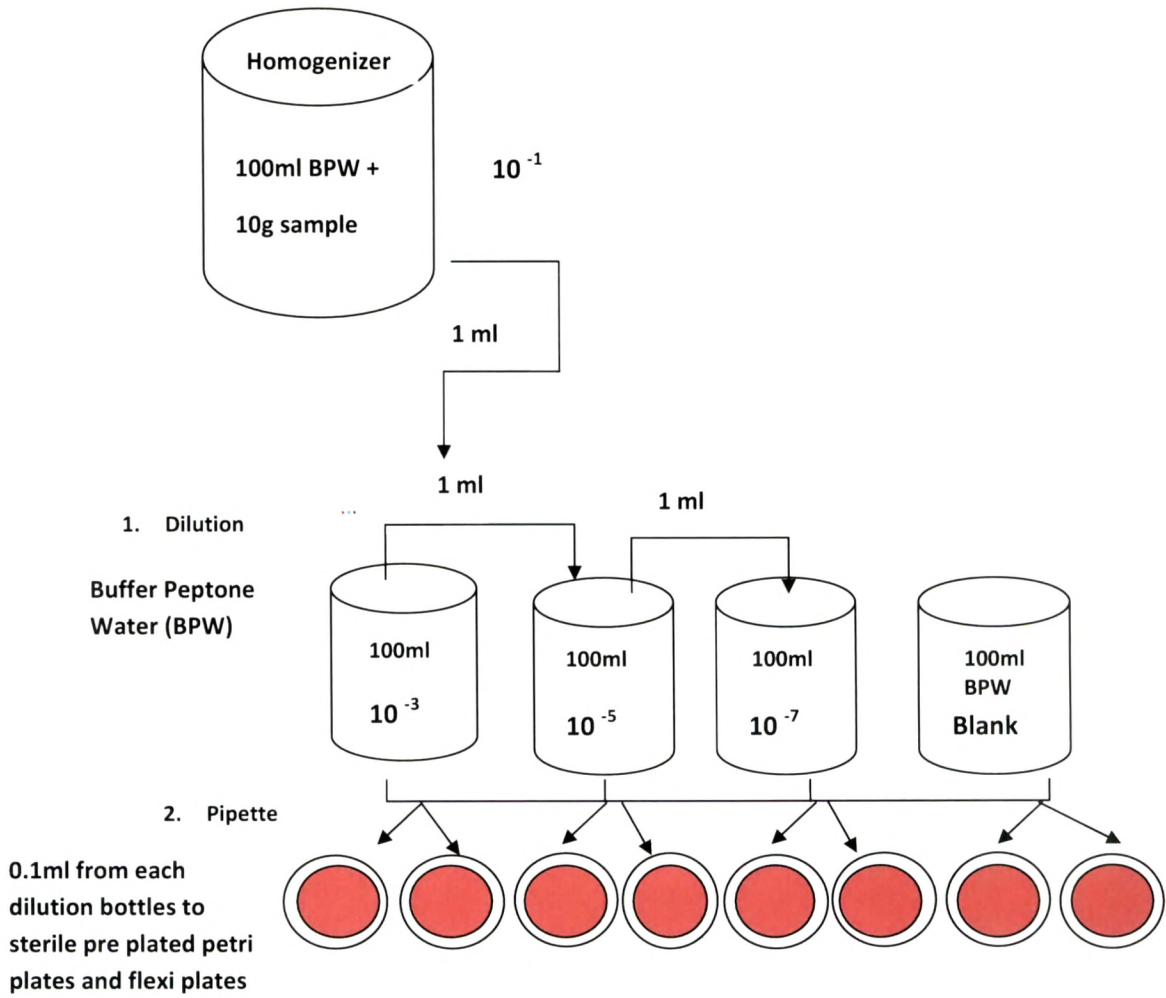 Homogenizer
100ml BPW +
10g sample
10 -1
1 ml
1 ml
1 ml
1. Dilution
Buffer Peptone
Water (BPW)
100ml
10 -3
100ml
10 -5
100ml
10 -7
100ml
BPW
Blank
2. Pipette
0.1ml from each
dilution bottles to
sterile pre plated petri
plates and flexi plates